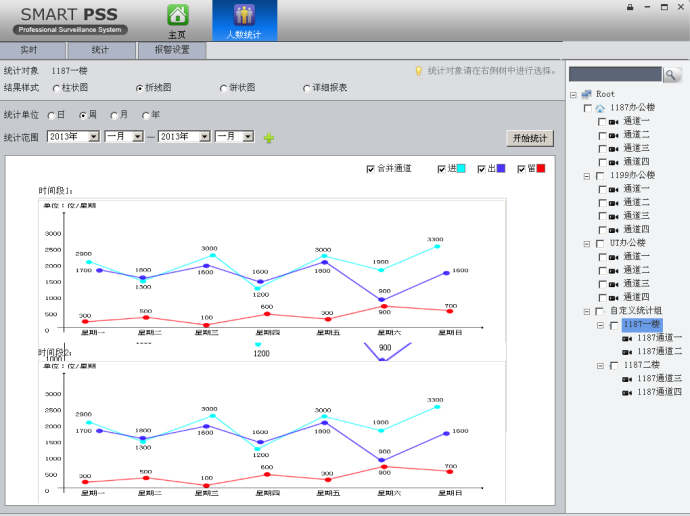 SMART PSS
Professional Surveillance System
主页
人数统计
实时 统计 报警设置
统计对象 1187一楼
统计对象请在右侧树中进行选择。
结果样式 柱状图 折线图 饼状图 详细报表
统计单位 日 周 月 年
统计范围 2013年 一月 — 2013年 一月
开始统计
合并通道 进 出 留
时间段1:
单位：位/星期
3000
2500
2000
1500
1000
500
0
2900 1700 1800 1300 3000 1600 1600 1200 3000 1800 1900 900 3300 1600
300 500 100 600 300 900 700
星期一 星期二 星期三 星期四 星期五 星期六 星期日
时间段2:
1000
1200
900
单位：位/星期
3000
2500
2000
1500
1000
500
0
2900 1700 1800 1300 3000 1600 1600 1200 3000 1800 1900 900 3300 1600
300 500 100 600 300 900 700
星期一 星期二 星期三 星期四 星期五 星期六 星期日
Root
1187办公楼
通道一
通道二
通道三
通道四
1199办公楼
通道一
通道二
通道三
通道四
UT办公楼
通道一
通道二
通道三
通道四
自定义统计组
1187一楼
1187通道一
1187通道二
1187二楼
1187通道三
1187通道四